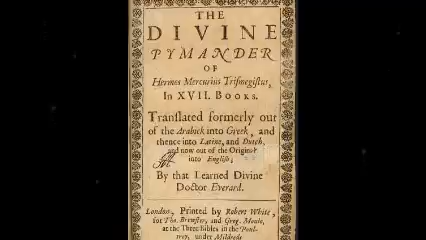 THE
DIVINE
PYMANDER
OF
Hermes Mercurius Trismegistus,
In XVII. BOOKS.
Translated formerly out
of the Arabick into Greek, and
thence into Latine, and Dutch,
and now out of the Original
into English;
By that Learned Divine
Doctor Everard.
London, Printed by Robert White,
for Tho. Brewster, and Greg. Moule,
at the Three Bibles in the Poul-
trey, under Mildreds